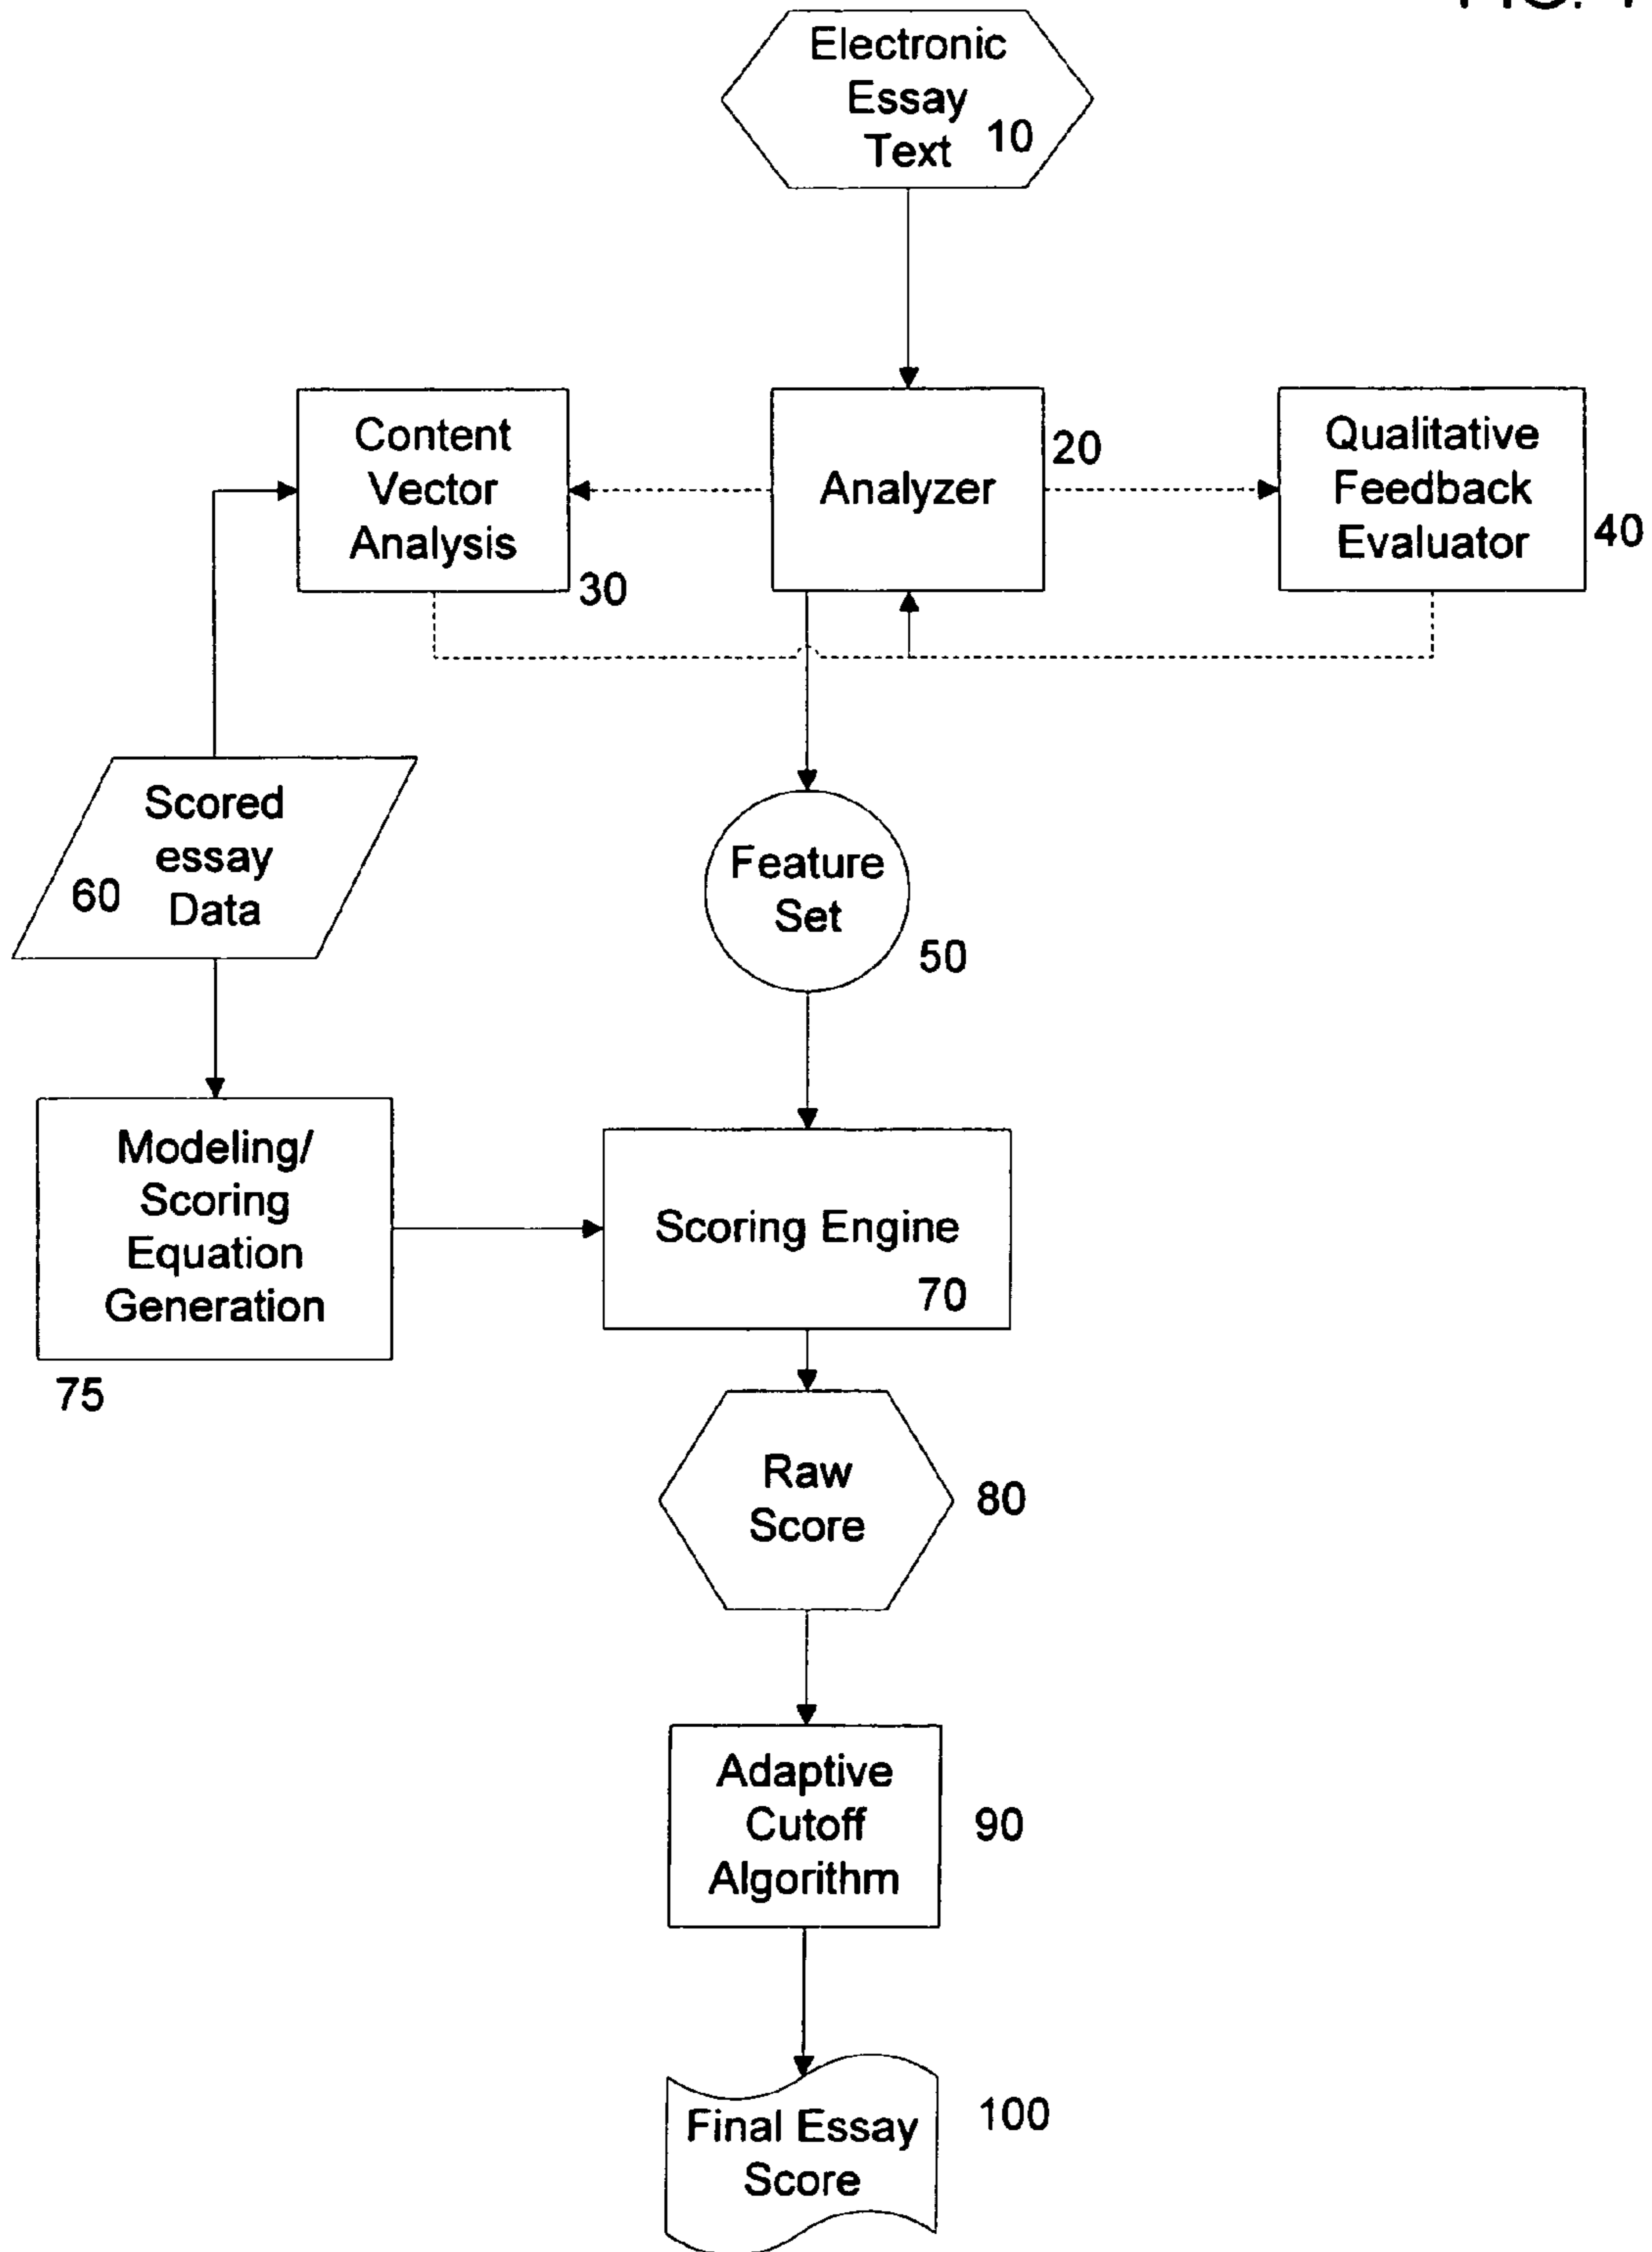 FIG. 1
Electronic
Essay
Text 10
Content
Vector
Analysis
30
Analyzer
20
Qualitative
Feedback
Evaluator
40
Scored
essay
Data
60
Feature
Set
50
Modeling/
Scoring
Equation
Generation
75
Scoring Engine
70
Raw
Score
80
Adaptive
Cutoff
Algorithm
90
Final Essay
Score
100